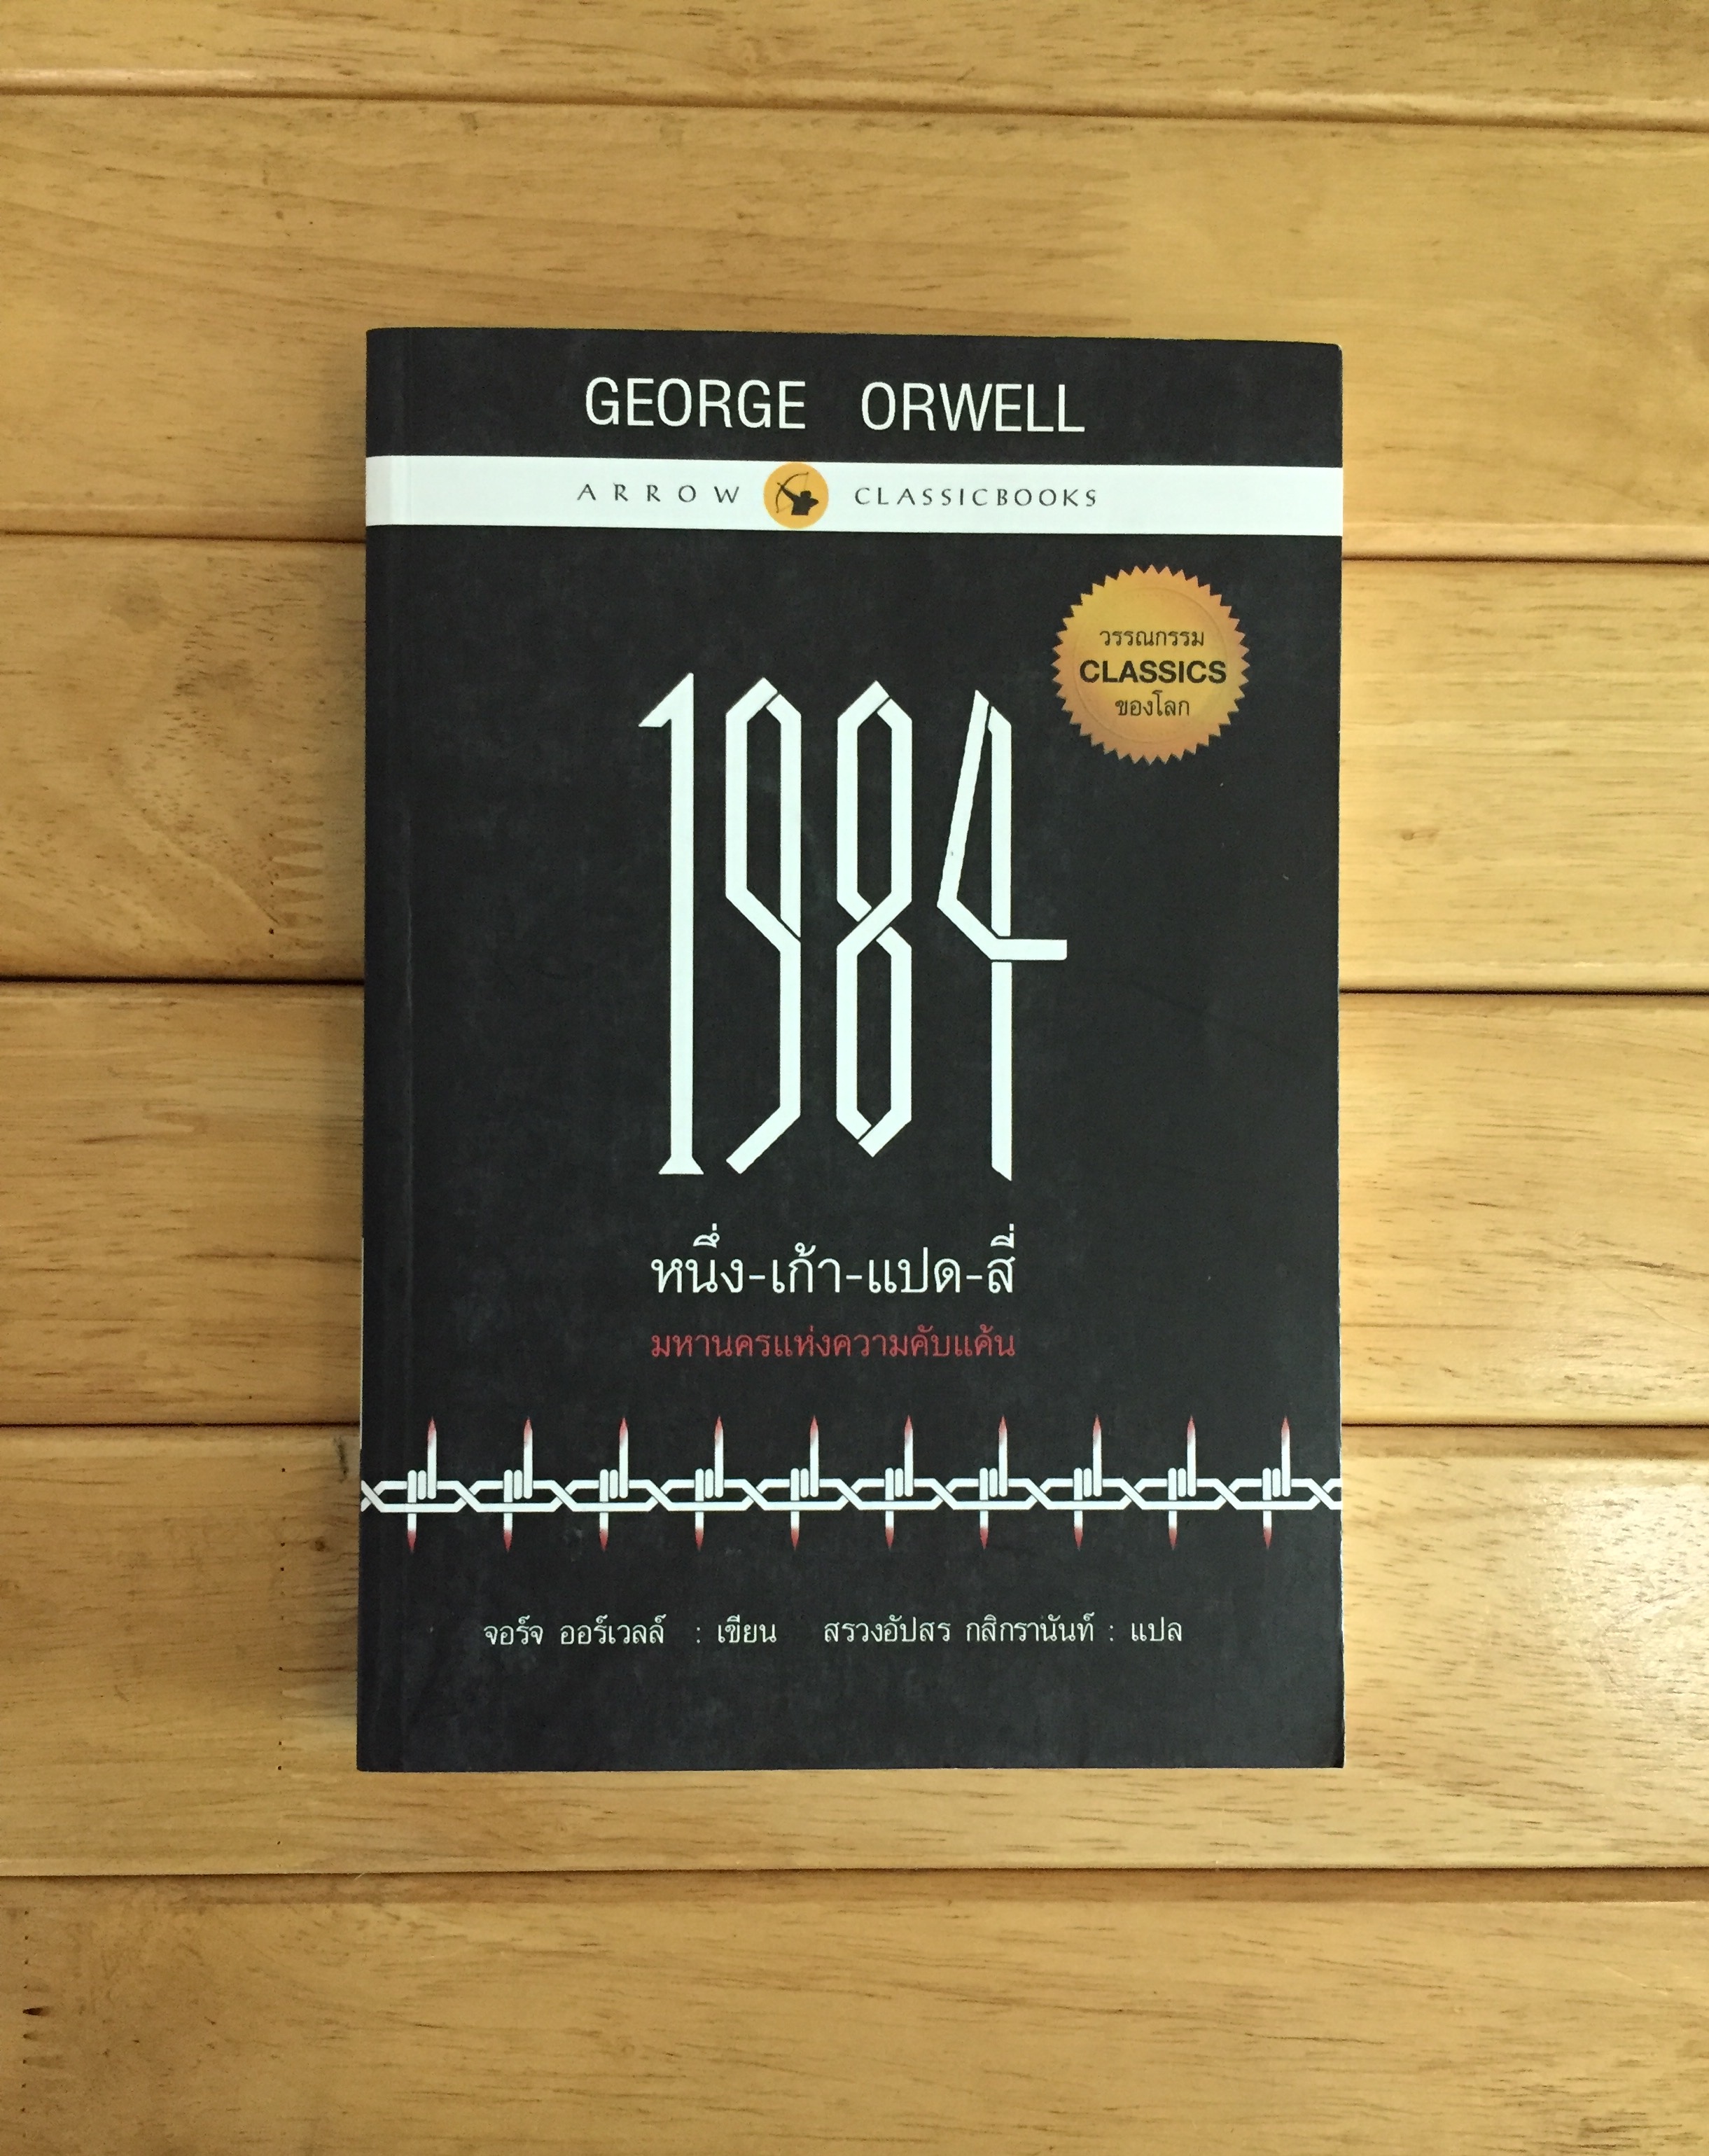 GEORGE ORWELL
ARROW CLASSICBOOKS
วรรณกรรม
CLASSICS
ของโลก
1984
หนึ่ง-เก้า-แปด-สี่
มหานครแห่งความคับแค้น
จอร์จ ออร์เวลล์ : เขียน สรวงอัปสร กสิกรานันท์ : แปล